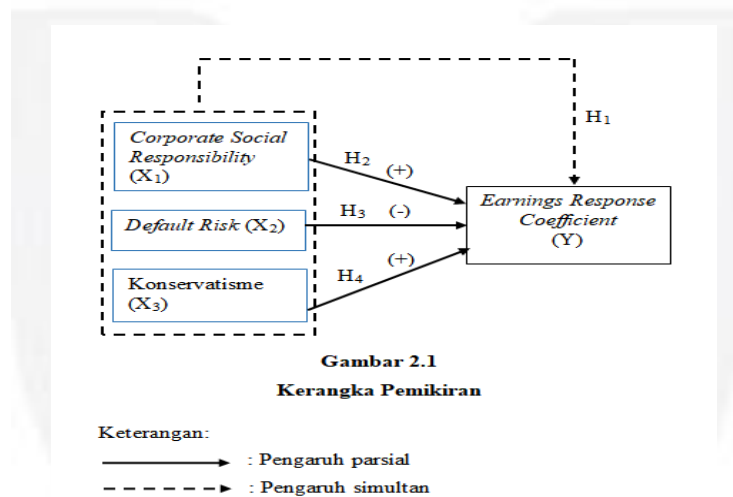 H₁
Corporate Social
Responsibility
(X₁)
H₂
(+)
Default Risk (X₂)
H₃ (-)
Earnings Response
Coefficient
(Y)
Konservatisme
(X₃)
H₄
(+)
Gambar 2.1
Kerangka Pemikiran
Keterangan:
: Pengaruh parsial
: Pengaruh simultan